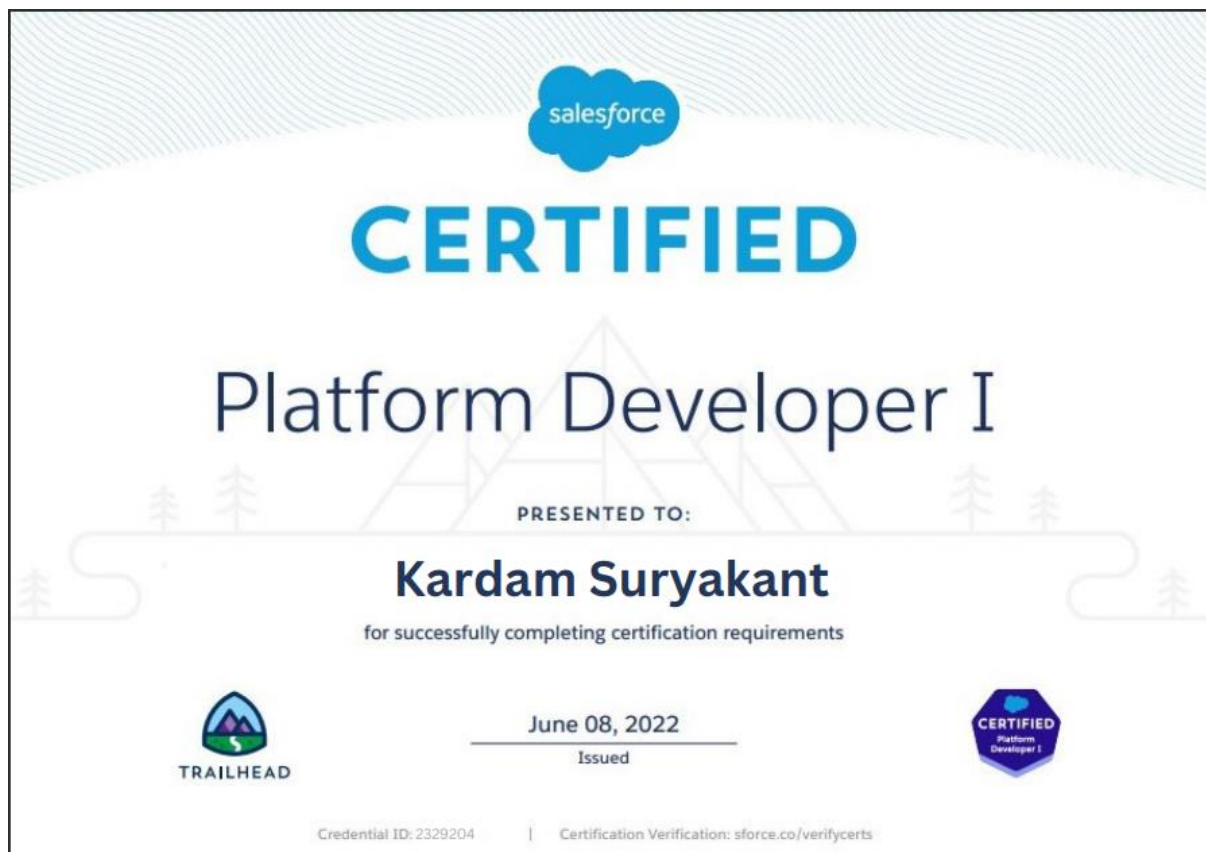 salesforce
CERTIFIED
Platform Developer I
PRESENTED TO:
Kardam Suryakant
for successfully completing certification requirements
June 08, 2022
Issued
TRAILHEAD
CERTIFIED
Platform
Developer I
Credential ID: 2329204 | Certification Verification: sforce.co/verifycerts